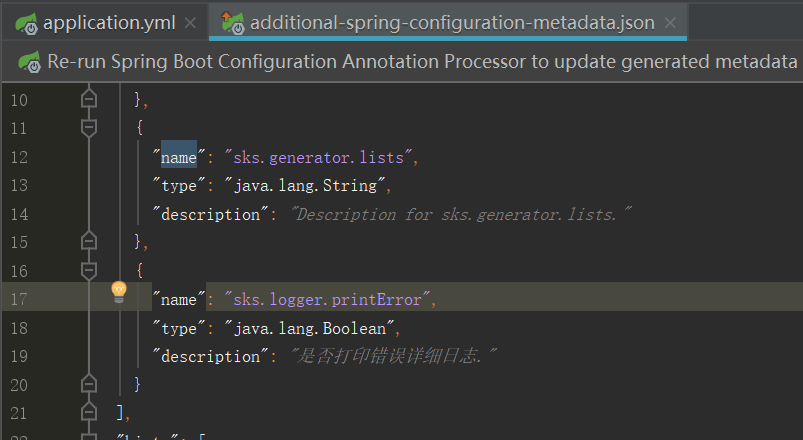 application.yml additional-spring-configuration-metadata.json
Re-run Spring Boot Configuration Annotation Processor to update generated metadata
10 },
11 {
12 "name": "sks.generator.lists",
13 "type": "java.lang.String",
14 "description": "Description for sks.generator.lists."
15 },
16 {
17 "name": "sks.logger.printError",
18 "type": "java.lang.Boolean",
19 "description": "是否打印错误详细日志."
20 }
21 ],